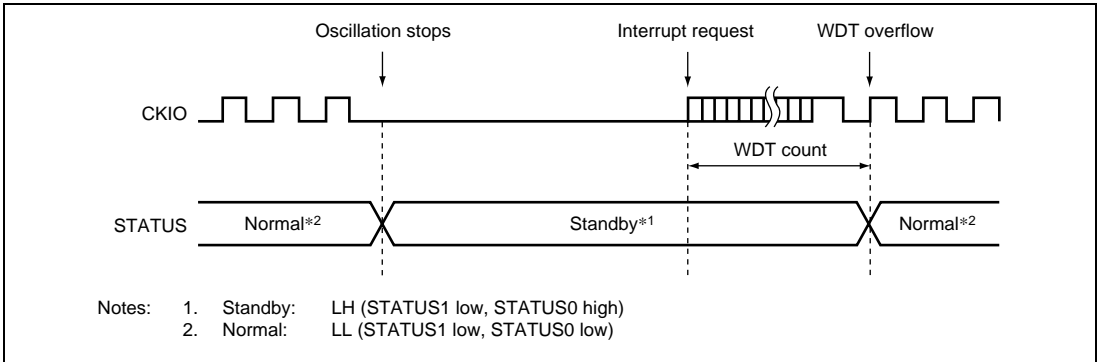 Oscillation stops Interrupt request WDT overflow
CKIO
WDT count
STATUS Normal*2 Standby*1 Normal*2
Notes: 1. Standby: LH (STATUS1 low, STATUS0 high)
2. Normal: LL (STATUS1 low, STATUS0 low)